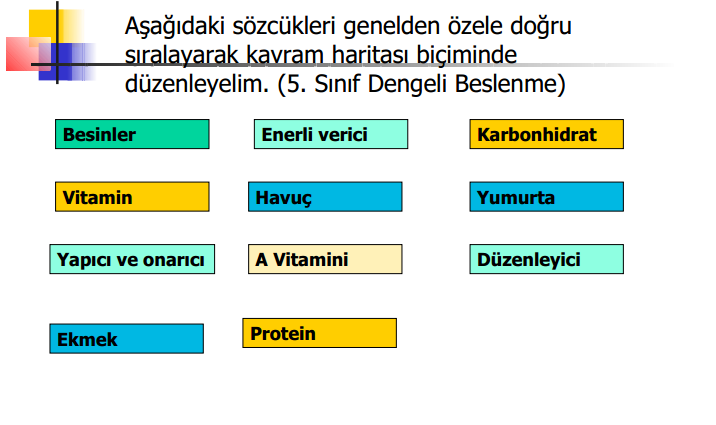 Aşağıdaki sözcükleri genelden özele doğru
sıralayarak kavram haritası biçiminde
düzenleyelim. (5. Sınıf Dengeli Beslenme)
Besinler
Enerli verici
Karbonhidrat
Vitamin
Havuç
Yumurta
Yapıcı ve onarıcı
A Vitamini
Düzenleyici
Ekmek
Protein